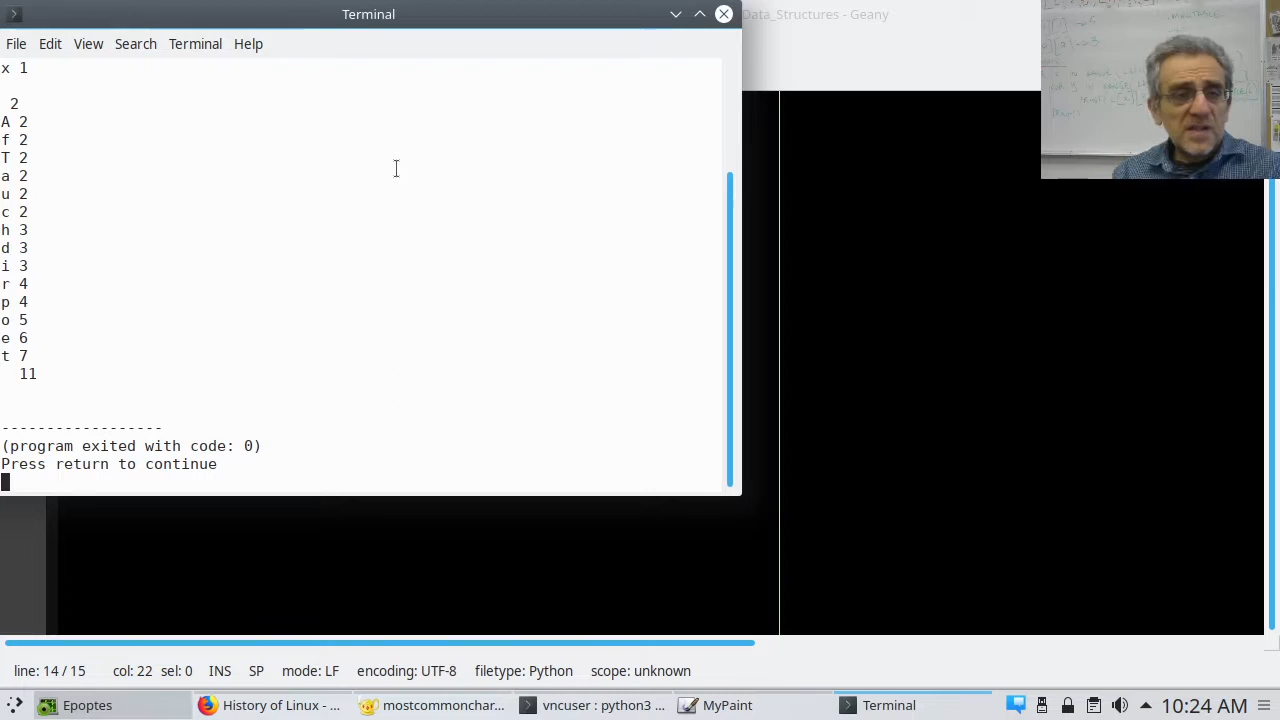 Terminal
Data_Structures - Geany
File Edit View Search Terminal Help
x 1
2
A 2
f 2
T 2
a 2
u 2
c 2
h 3
d 3
i 3
r 4
p 4
o 5
e 6
t 7
11
------------------
(program exited with code: 0)
Press return to continue
line: 14 / 15 col: 22 sel: 0 INS SP mode: LF encoding: UTF-8 filetype: Python scope: unknown
Epoptes History of Linux - ... mostcommonchar... vncuser : python3 ... MyPaint Terminal 10:24 AM